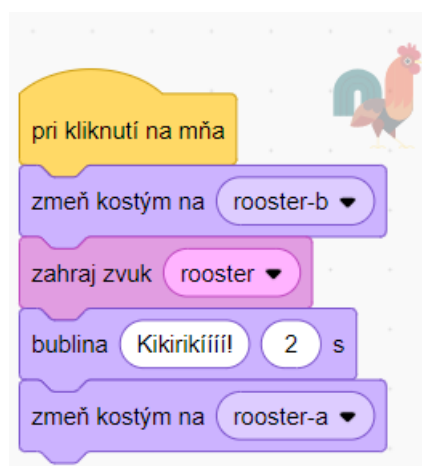 pri kliknutí na mňa
zmeň kostým na rooster-b
zahraj zvuk rooster
bublina Kikirikíííí! 2 s
zmeň kostým na rooster-a